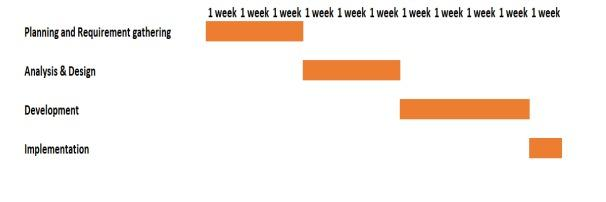 1 week 1 week 1 week 1 week 1 week 1 week 1 week 1 week 1 week 1 week 1 week
Planning and Requirement gathering
Analysis & Design
Development
Implementation